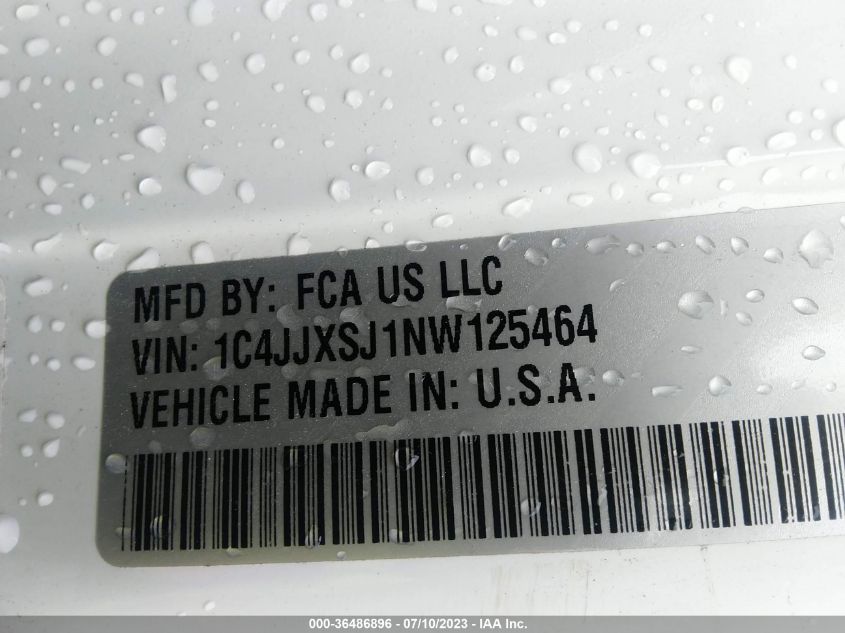 MFD BY: FCA US LLC
VIN: 1C4JJXSJ1NW125464
VEHICLE MADE IN: U.S.A.
000-36486896 - 07/10/2023 - IAA Inc.